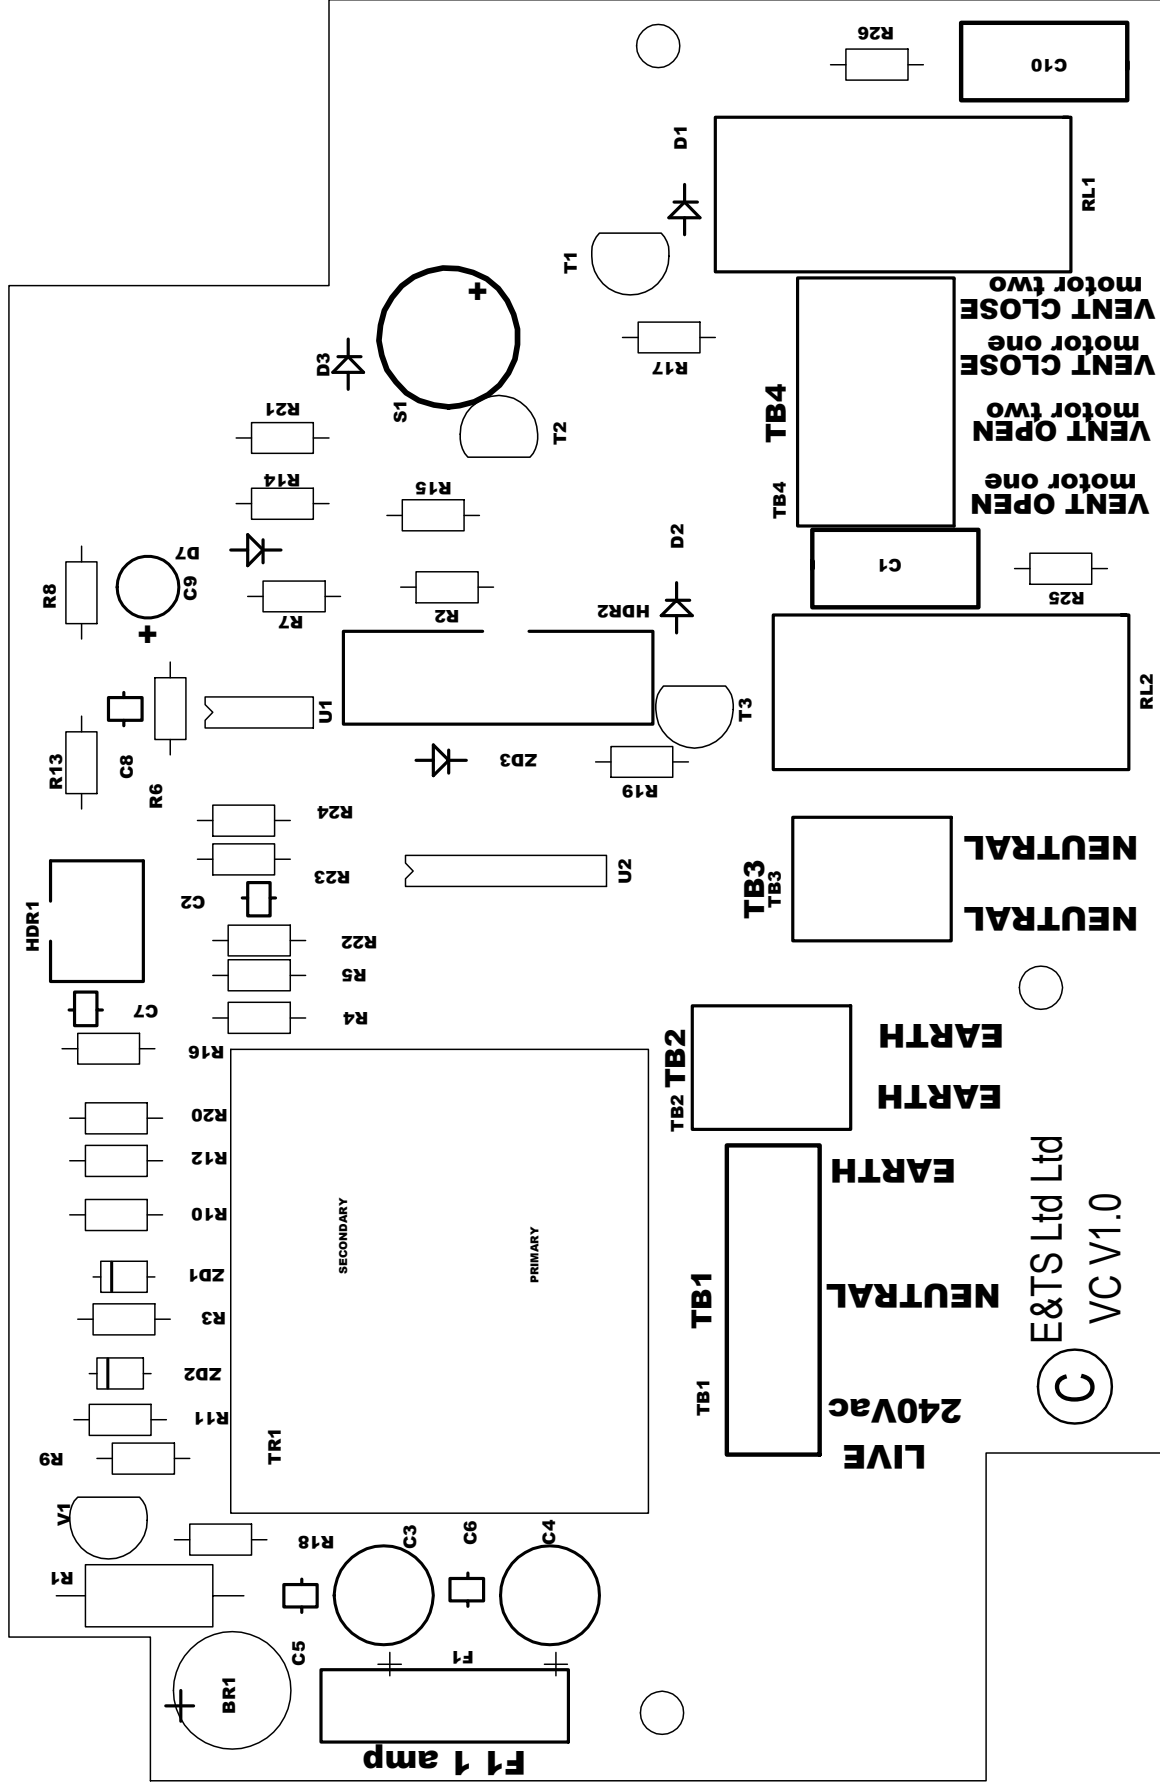 R26
C10
D1
RL1
T1
motor two
VENT CLOSE
D3
motor one
VENT CLOSE
R17
S1
R21
TB4
motor two
VENT OPEN
T2
R14
R15
TB4
motor one
VENT OPEN
D7
D2
R8
C9
C1
R7
R2
HDR2
R25
U1
T3
RL2
R13
C8
ZD3
R6
R19
R24
NEUTRAL
R23
U2
TB3
TB3
C2
HDR1
NEUTRAL
R22
R5
C7
R4
EARTH
R16
TB2
TB2
EARTH
R20
R12
EARTH
E&TS Ltd Ltd
VC V1.0
C
R10
SECONDARY
PRIMARY
ZD1
TB1
NEUTRAL
R3
ZD2
TB1
240Vac
LIVE
R11
TR1
R9
V1
R18
C3
C6
C4
R1
C5
F1
BR1
F1 1 amp